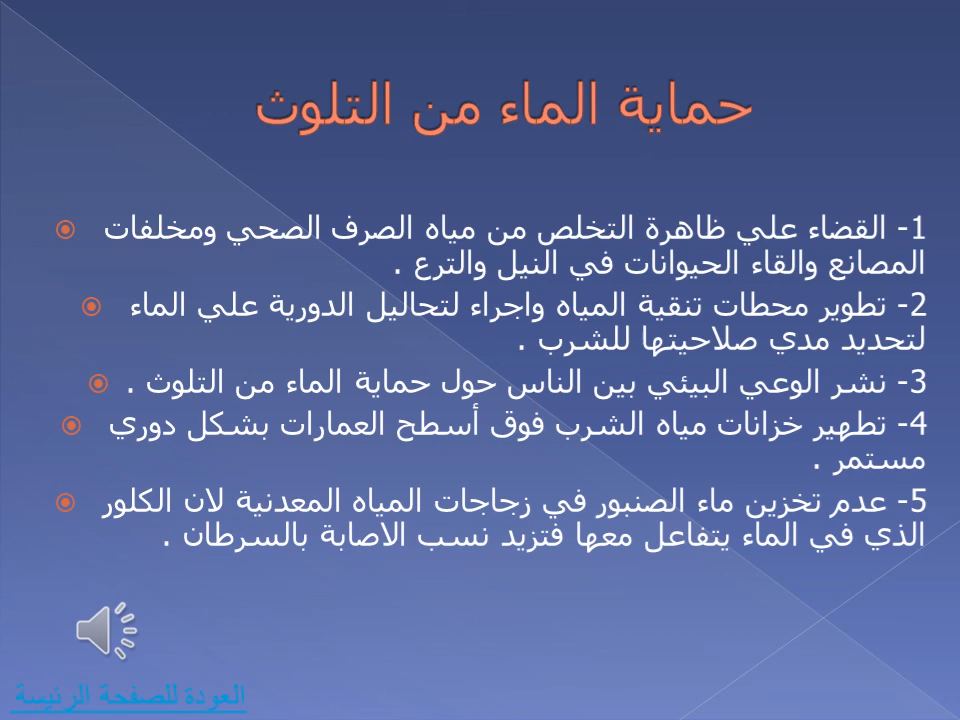 حماية الماء من التلوث
1- القضاء علي ظاهرة التخلص من مياه الصرف الصحي ومخلفات
المصانع والقاء الحيوانات في النيل والترع .
2- تطوير محطات تنقية المياه واجراء لتحاليل الدورية علي الماء
لتحديد مدي صلاحيتها للشرب .
3- نشر الوعي البيئي بين الناس حول حماية الماء من التلوث .
4- تطهير خزانات مياه الشرب فوق أسطح العمارات بشكل دوري
مستمر .
5- عدم تخزين ماء الصنبور في زجاجات المياه المعدنية لان الكلور
الذي في الماء يتفاعل معها فتزيد نسب الاصابة بالسرطان .
العودة للصفحة الرئيسة